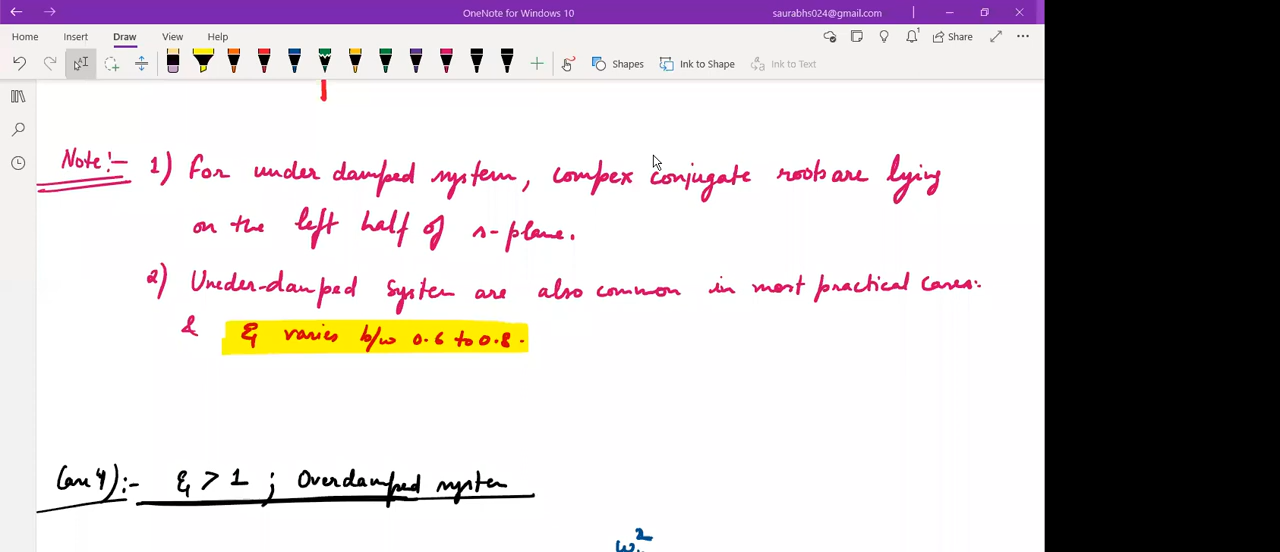 OneNote for Windows 10
saurabhs024@gmail.com
Home Insert Draw View Help
Share
Shapes Ink to Shape Ink to Text
Note:- 1) For under damped system, compex conjugate roots are lying
on the left half of s-plane.
2) Uneder-damped system are also common in most practical cases.
& ξ varies b/w 0.6 to 0.8.
Case 4):- ξ > 1 ; Overdamped system
ωn²